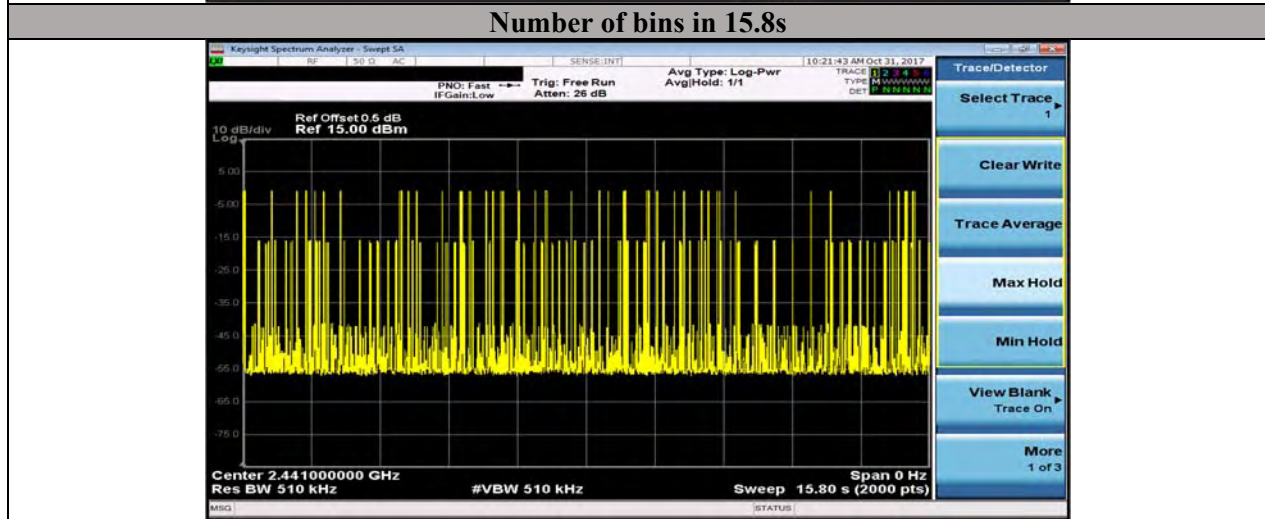 Number of bins in 15.8s
Keysight Spectrum Analyzer - Swept SA
RF 50 Ω AC SENSE:INT 10:21:43 AM Oct 31, 2017
PNO: Fast Trig: Free Run Avg Type: Log-Pwr TRACE 1 2 3 4 5 6
IFGain:Low Atten: 26 dB Avg|Hold: 1/1 TYPE M WWWWW
DET P N N N N N
Ref Offset 0.5 dB
10 dB/div Ref 15.00 dBm
Log
5.00
-5.00
-15.0
-25.0
-35.0
-45.0
-55.0
-65.0
-75.0
Center 2.441000000 GHz Span 0 Hz
Res BW 510 kHz #VBW 510 kHz Sweep 15.80 s (2000 pts)
MSG STATUS
Trace/Detector
Select Trace
1
Clear Write
Trace Average
Max Hold
Min Hold
View Blank
Trace On
More
1 of 3